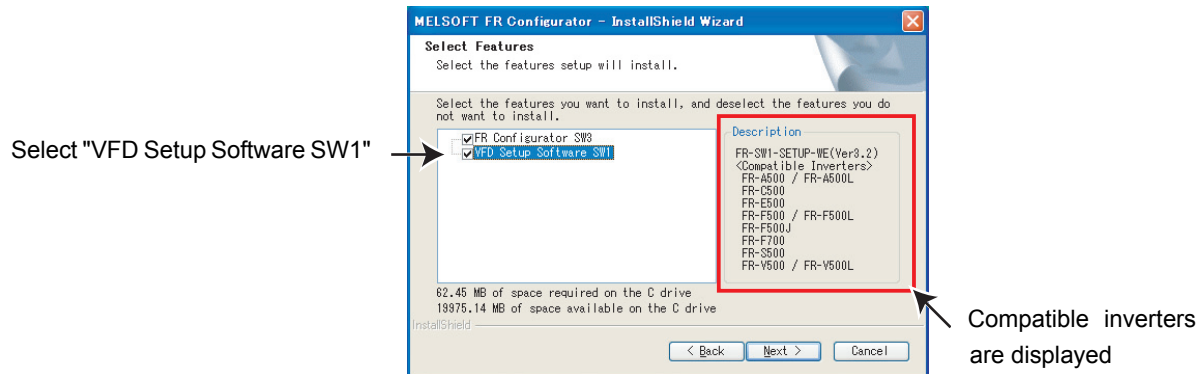 MELSOFT FR Configurator - InstallShield Wizard
Select Features
Select the features setup will install.
Select the features you want to install, and deselect the features you do
not want to install.
Select "VFD Setup Software SW1"
FR Configurator SW3
VFD Setup Software SW1
Description
FR-SW1-SETUP-WE(Ver3.2)
<Compatible Inverters>
FR-A500 / FR-A500L
FR-C500
FR-E500
FR-F500 / FR-F500L
FR-F500J
FR-F700
FR-S500
FR-V500 / FR-V500L
62.45 MB of space required on the C drive
19975.14 MB of space available on the C drive
InstallShield
< Back
Next >
Cancel
Compatible inverters
are displayed